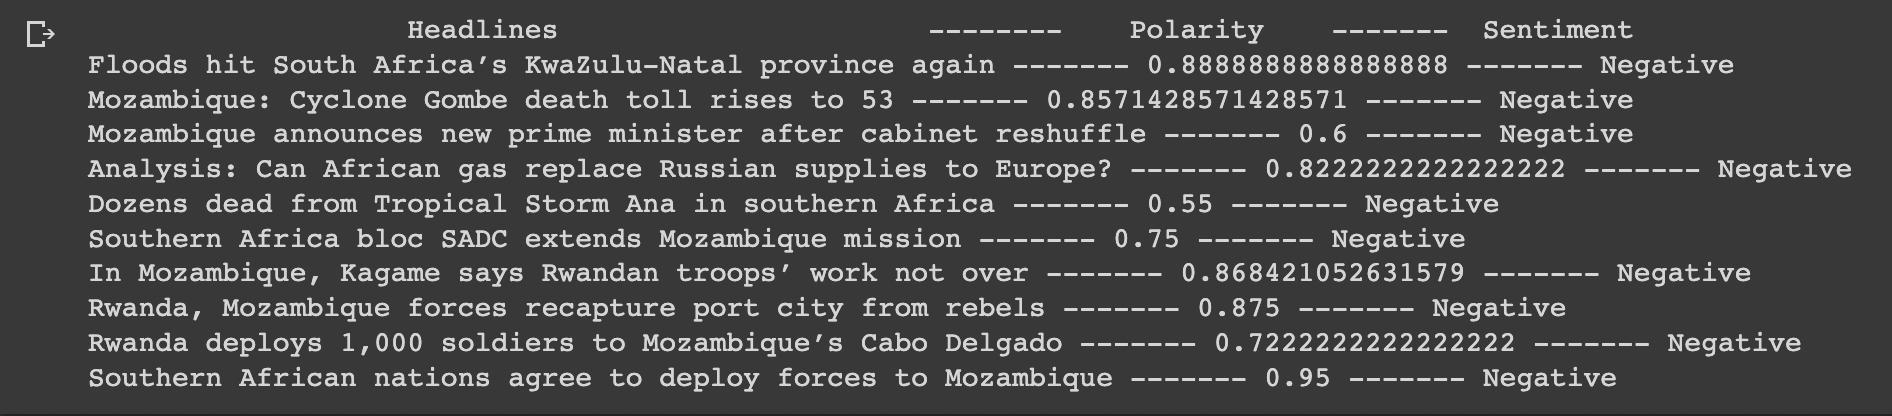 Headlines -------- Polarity ------- Sentiment
Floods hit South Africa’s KwaZulu-Natal province again ------- 0.8888888888888888 ------- Negative
Mozambique: Cyclone Gombe death toll rises to 53 ------- 0.8571428571428571 ------- Negative
Mozambique announces new prime minister after cabinet reshuffle ------- 0.6 ------- Negative
Analysis: Can African gas replace Russian supplies to Europe? ------- 0.8222222222222222 ------- Negative
Dozens dead from Tropical Storm Ana in southern Africa ------- 0.55 ------- Negative
Southern Africa bloc SADC extends Mozambique mission ------- 0.75 ------- Negative
In Mozambique, Kagame says Rwandan troops’ work not over ------- 0.868421052631579 ------- Negative
Rwanda, Mozambique forces recapture port city from rebels ------- 0.875 ------- Negative
Rwanda deploys 1,000 soldiers to Mozambique’s Cabo Delgado ------- 0.7222222222222222 ------- Negative
Southern African nations agree to deploy forces to Mozambique ------- 0.95 ------- Negative